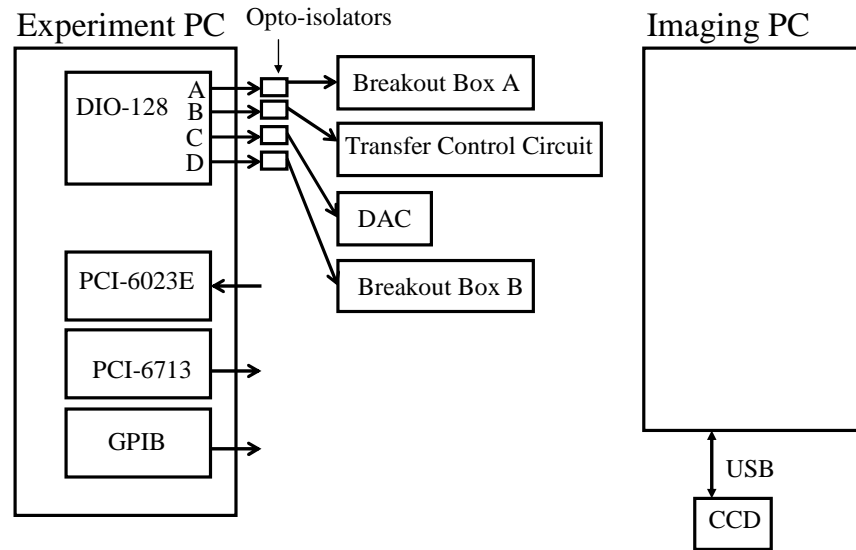 Experiment PC
Opto-isolators
Imaging PC
DIO-128
A
B
C
D
Breakout Box A
Transfer Control Circuit
DAC
Breakout Box B
PCI-6023E
PCI-6713
GPIB
USB
CCD